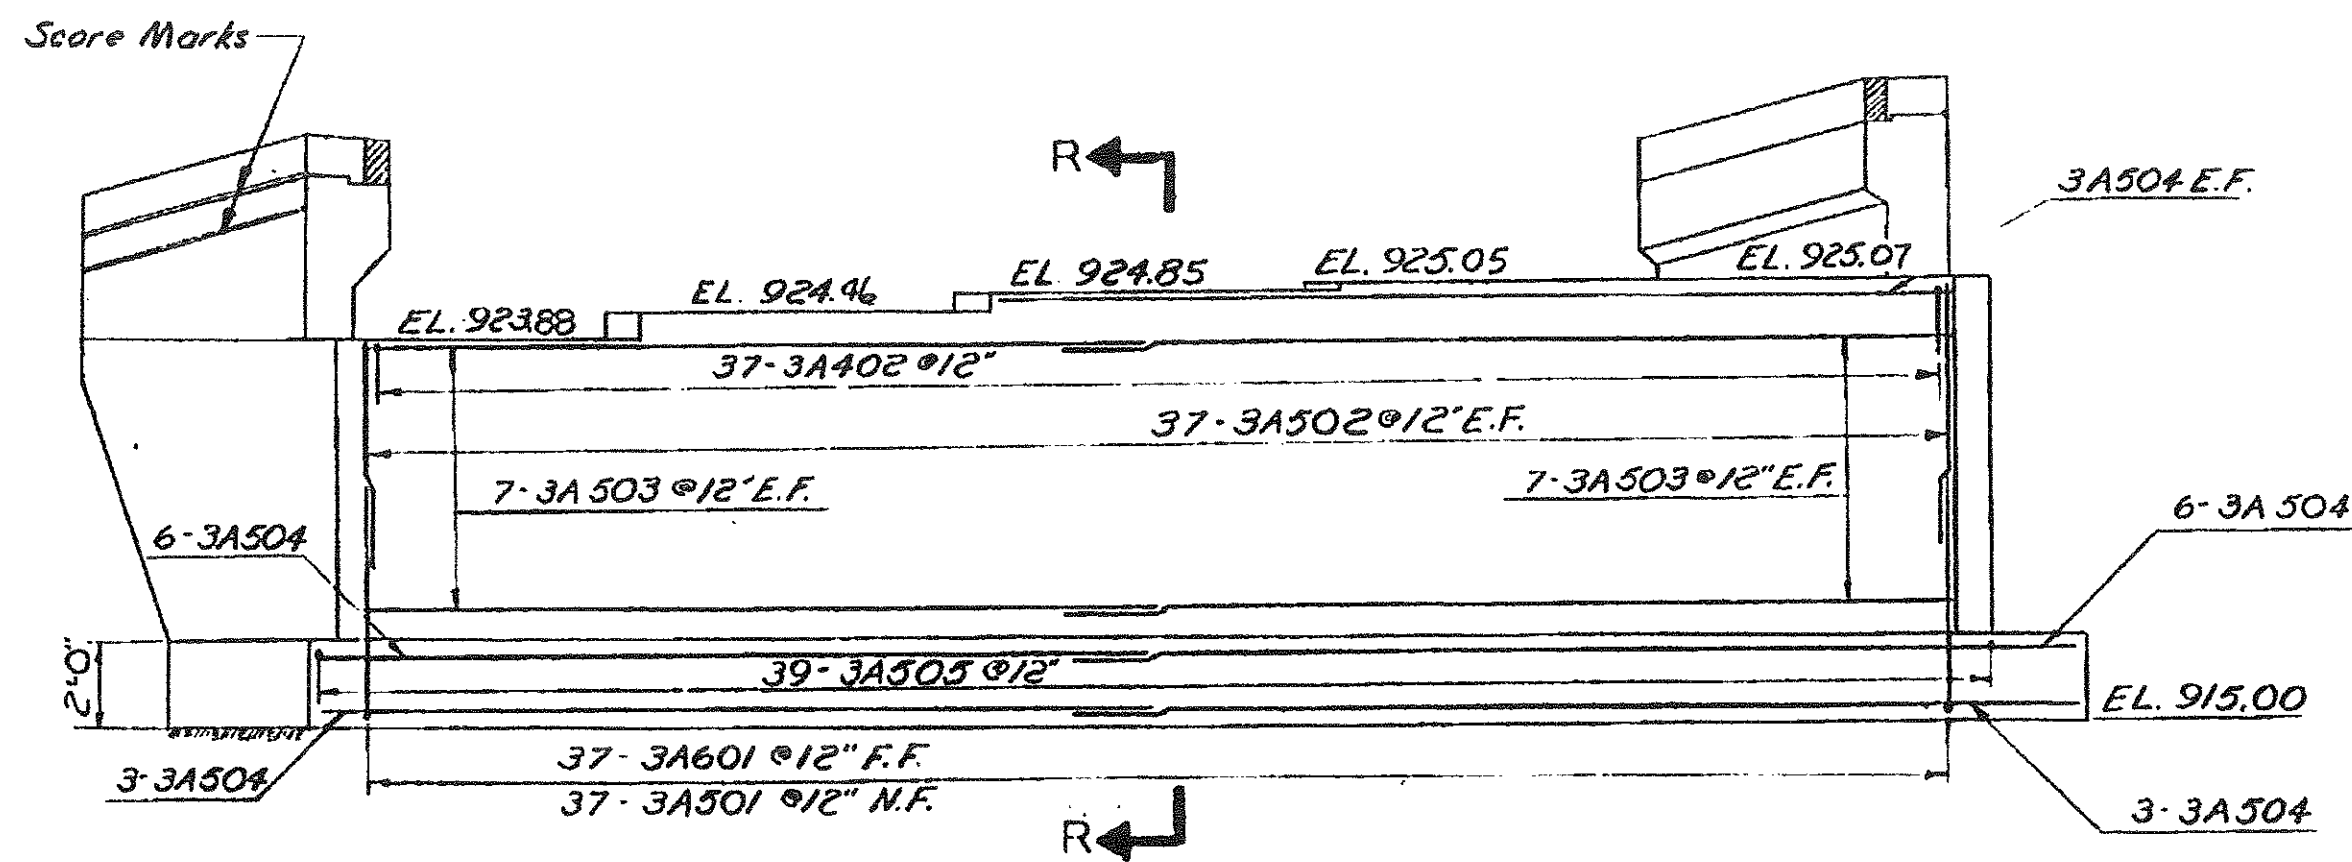 Score Marks
R
3A504 E.F.
EL. 923.88
EL. 924.46
EL. 924.85
EL. 925.05
EL. 925.07
37-3A402 @12"
37-3A502 @12" E.F.
7-3A503 @12" E.F.
7-3A503 @12" E.F.
6-3A504
6-3A504
2'-0"
39-3A505 @12"
EL. 915.00
37-3A601 @12" F.F.
3-3A504
37-3A501 @12" N.F.
3-3A504
R